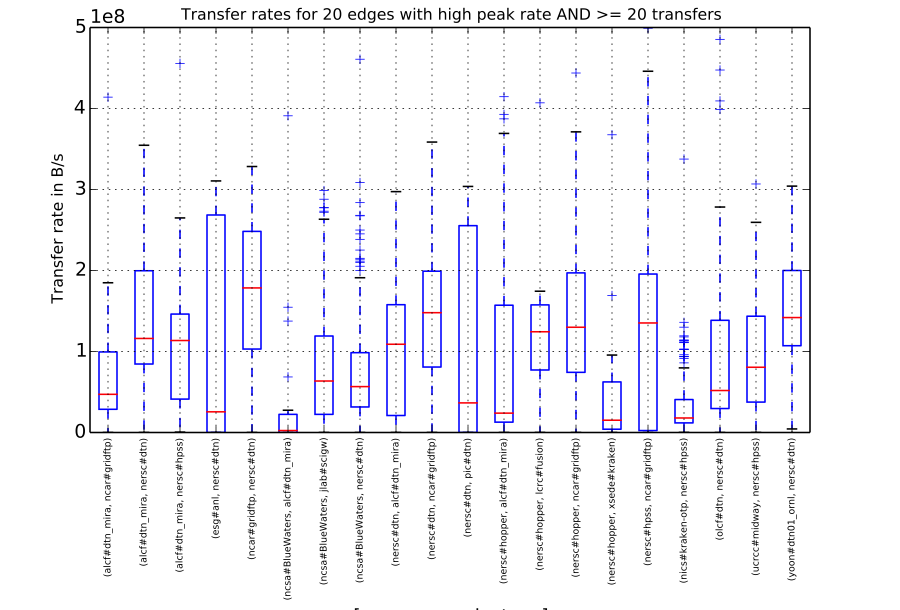 Transfer rates for 20 edges with high peak rate AND >= 20 transfers
1e8
5
4
3
2
1
0
Transfer rate in B/s
(alcf#dtn_mira, ncar#gridftp)
(alcf#dtn_mira, nersc#dtn)
(alcf#dtn_mira, nersc#hpss)
(esg#anl, nersc#dtn)
(ncar#gridftp, nersc#dtn)
(ncsa#BlueWaters, alcf#dtn_mira)
(ncsa#BlueWaters, jlab#scigw)
(ncsa#BlueWaters, nersc#dtn)
(nersc#dtn, alcf#dtn_mira)
(nersc#dtn, ncar#gridftp)
(nersc#dtn, pic#dtn)
(nersc#hopper, alcf#dtn_mira)
(nersc#hopper, lcrc#fusion)
(nersc#hopper, ncar#gridftp)
(nersc#hopper, xsede#kraken)
(nersc#hpss, ncar#gridftp)
(nics#kraken-otp, nersc#hpss)
(olcf#dtn, nersc#dtn)
(ucrcc#midway, nersc#hpss)
(yoon#dtn01_ornl, nersc#dtn)